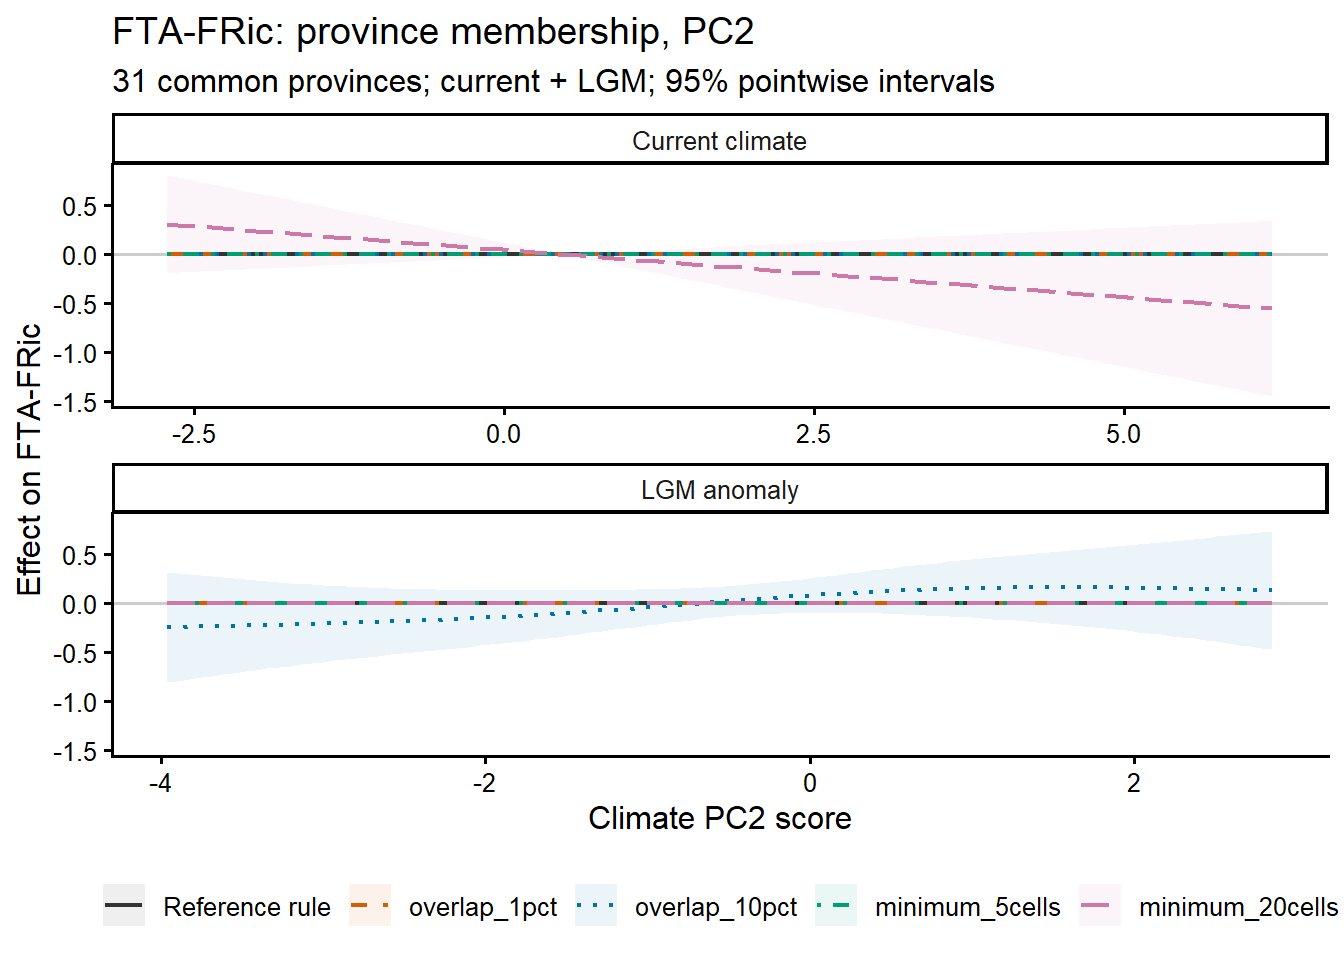 FTA-FRic: province membership, PC2
31 common provinces; current + LGM; 95% pointwise intervals
Current climate
0.5
0.0
-0.5
-1.0
-1.5
-2.5 0.0 2.5 5.0
Effect on FTA-FRic
LGM anomaly
0.5
0.0
-0.5
-1.0
-1.5
-4 -2 0 2
Climate PC2 score
Reference rule overlap_1pct overlap_10pct minimum_5cells minimum_20cells